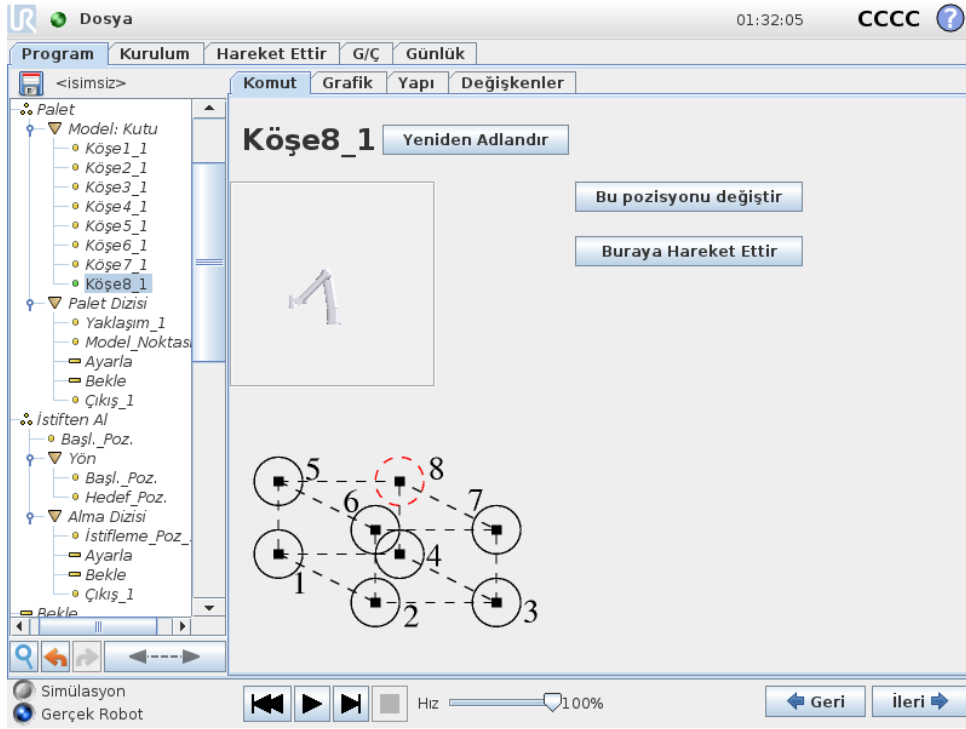 UR Dosya 01:32:05 CCCC ?
Program Kurulum Hareket Ettir G/Ç Günlük
<isimsiz> Komut Grafik Yapı Değişkenler
Palet
Model: Kutu
Köşe1_1
Köşe2_1
Köşe3_1
Köşe4_1
Köşe5_1
Köşe6_1
Köşe7_1
Köşe8_1
Palet Dizisi
Yaklaşım_1
Model_Noktası
Ayarla
Bekle
Çıkış_1
İstiften Al
Başl._Poz.
Yön
Başl._Poz.
Hedef_Poz.
Alma Dizisi
İstifleme_Poz_
Ayarla
Bekle
Çıkış_1
Bekle
Köşe8_1 Yeniden Adlandır
Bu pozisyonu değiştir
Buraya Hareket Ettir
5 8
6 7
1 4
2 3
Simülasyon
Gerçek Robot
Hız 100%
Geri İleri